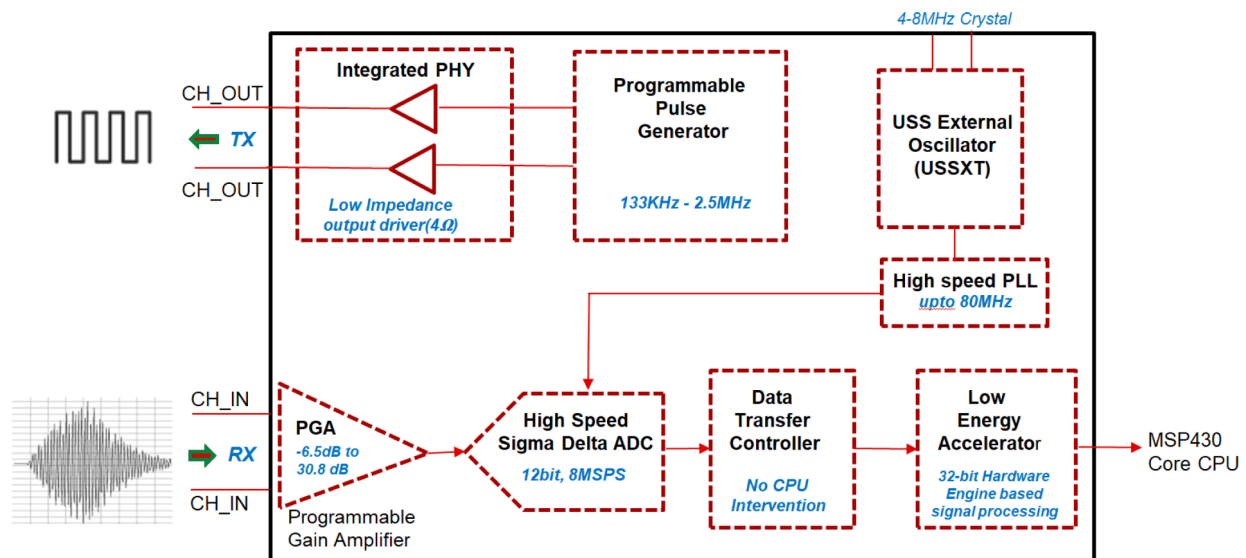 4-8MHz Crystal
Integrated PHY
CH_OUT
TX
CH_OUT
Low Impedance
output driver(4Ω)
Programmable
Pulse
Generator
133KHz - 2.5MHz
USS External
Oscillator
(USSXT)
High speed PLL
upto 80MHz
CH_IN
RX
CH_IN
PGA
-6.5dB to
30.8 dB
Programmable
Gain Amplifier
High Speed
Sigma Delta ADC
12bit, 8MSPS
Data
Transfer
Controller
No CPU
Intervention
Low
Energy
Accelerator
32-bit Hardware
Engine based
signal processing
MSP430
Core CPU